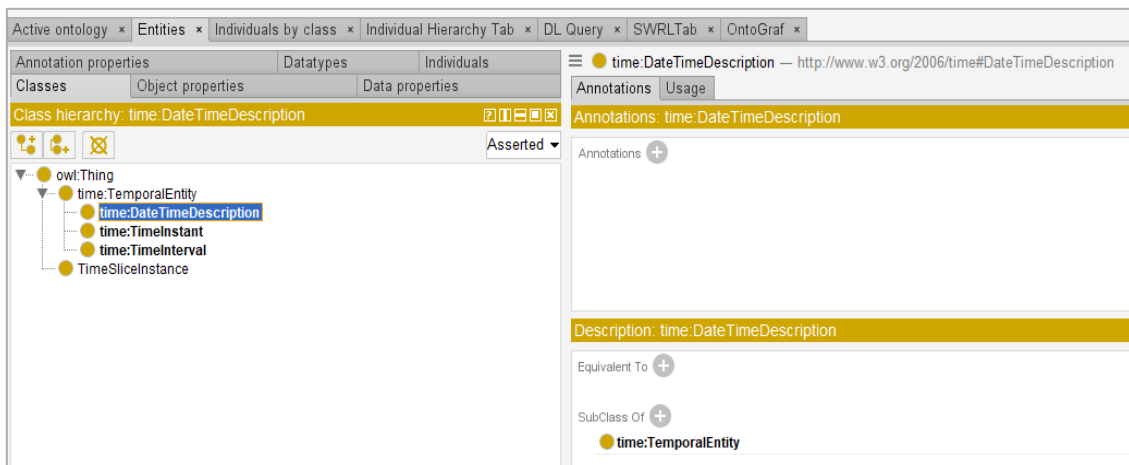 Active ontology × Entities × Individuals by class × Individual Hierarchy Tab × DL Query × SWRLTab × OntoGraf ×
Annotation properties Datatypes Individuals
Classes Object properties Data properties
Class hierarchy: time:DateTimeDescription
Asserted
owl:Thing
time:TemporalEntity
time:DateTimeDescription
time:TimeInstant
time:TimeInterval
TimeSliceInstance
time:DateTimeDescription — http://www.w3.org/2006/time#DateTimeDescription
Annotations Usage
Annotations: time:DateTimeDescription
Annotations
Description: time:DateTimeDescription
Equivalent To
SubClass Of
time:TemporalEntity